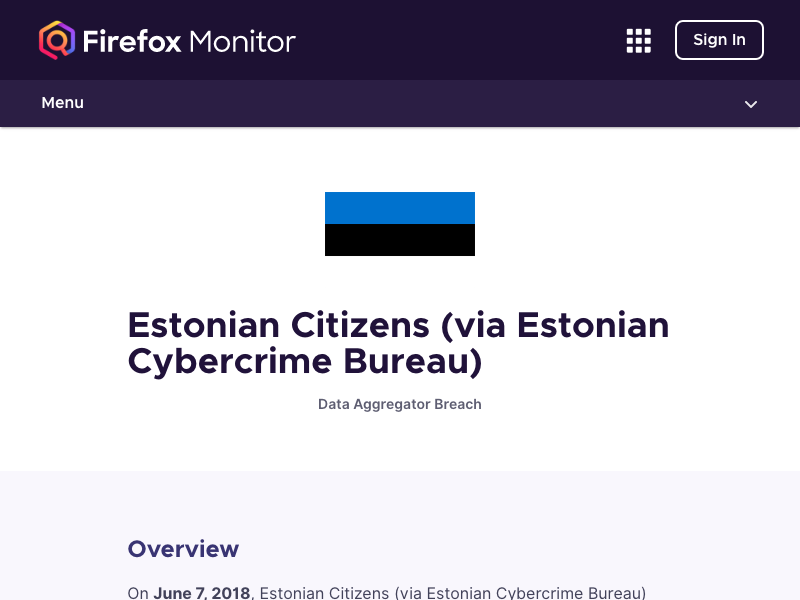 Firefox Monitor
Sign In
Menu
Estonian Citizens (via Estonian
Cybercrime Bureau)
Data Aggregator Breach
Overview
On June 7, 2018, Estonian Citizens (via Estonian Cybercrime Bureau)